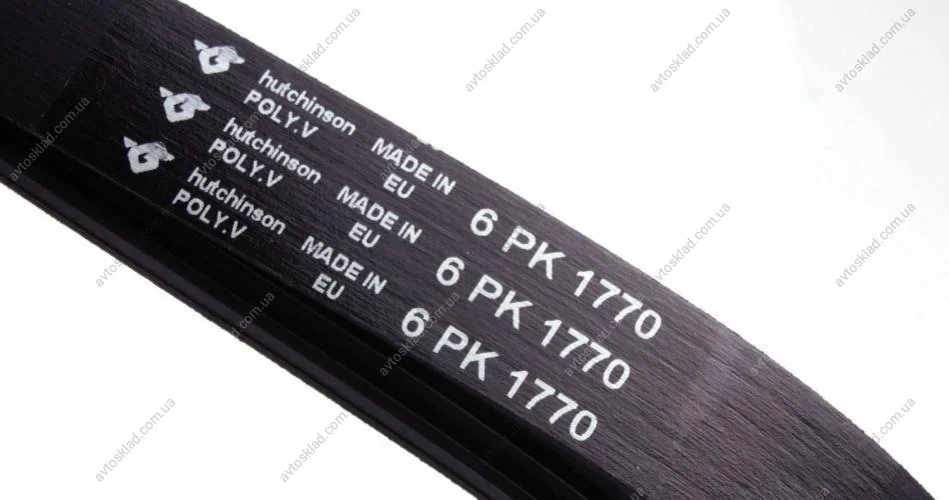 hutchinson
POLY.V
MADE IN
EU
6 PK 1770
hutchinson
POLY.V
MADE IN
EU
6 PK 1770
hutchinson
POLY.V
MADE IN
EU
6 PK 1770
avtosklad.com.ua